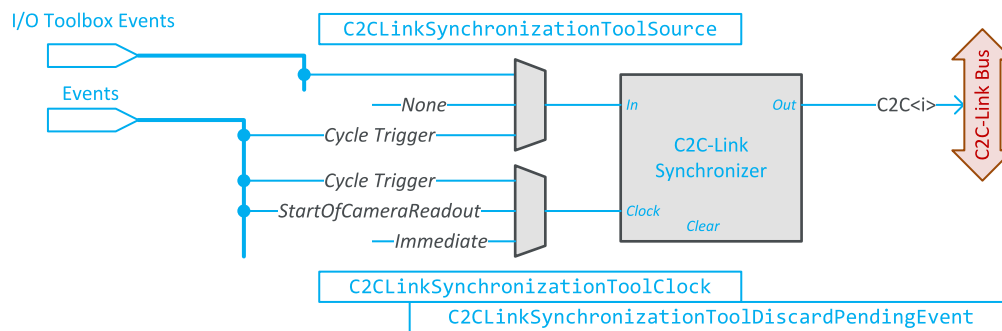 I/O Toolbox Events
C2CLinkSynchronizationToolSource
Events
None
Cycle Trigger
In
Out
C2C<i>
C2C-Link Bus
C2C-Link
Synchronizer
Cycle Trigger
StartOfCameraReadout
Immediate
Clock
Clear
C2CLinkSynchronizationToolClock
C2CLinkSynchronizationToolDiscardPendingEvent